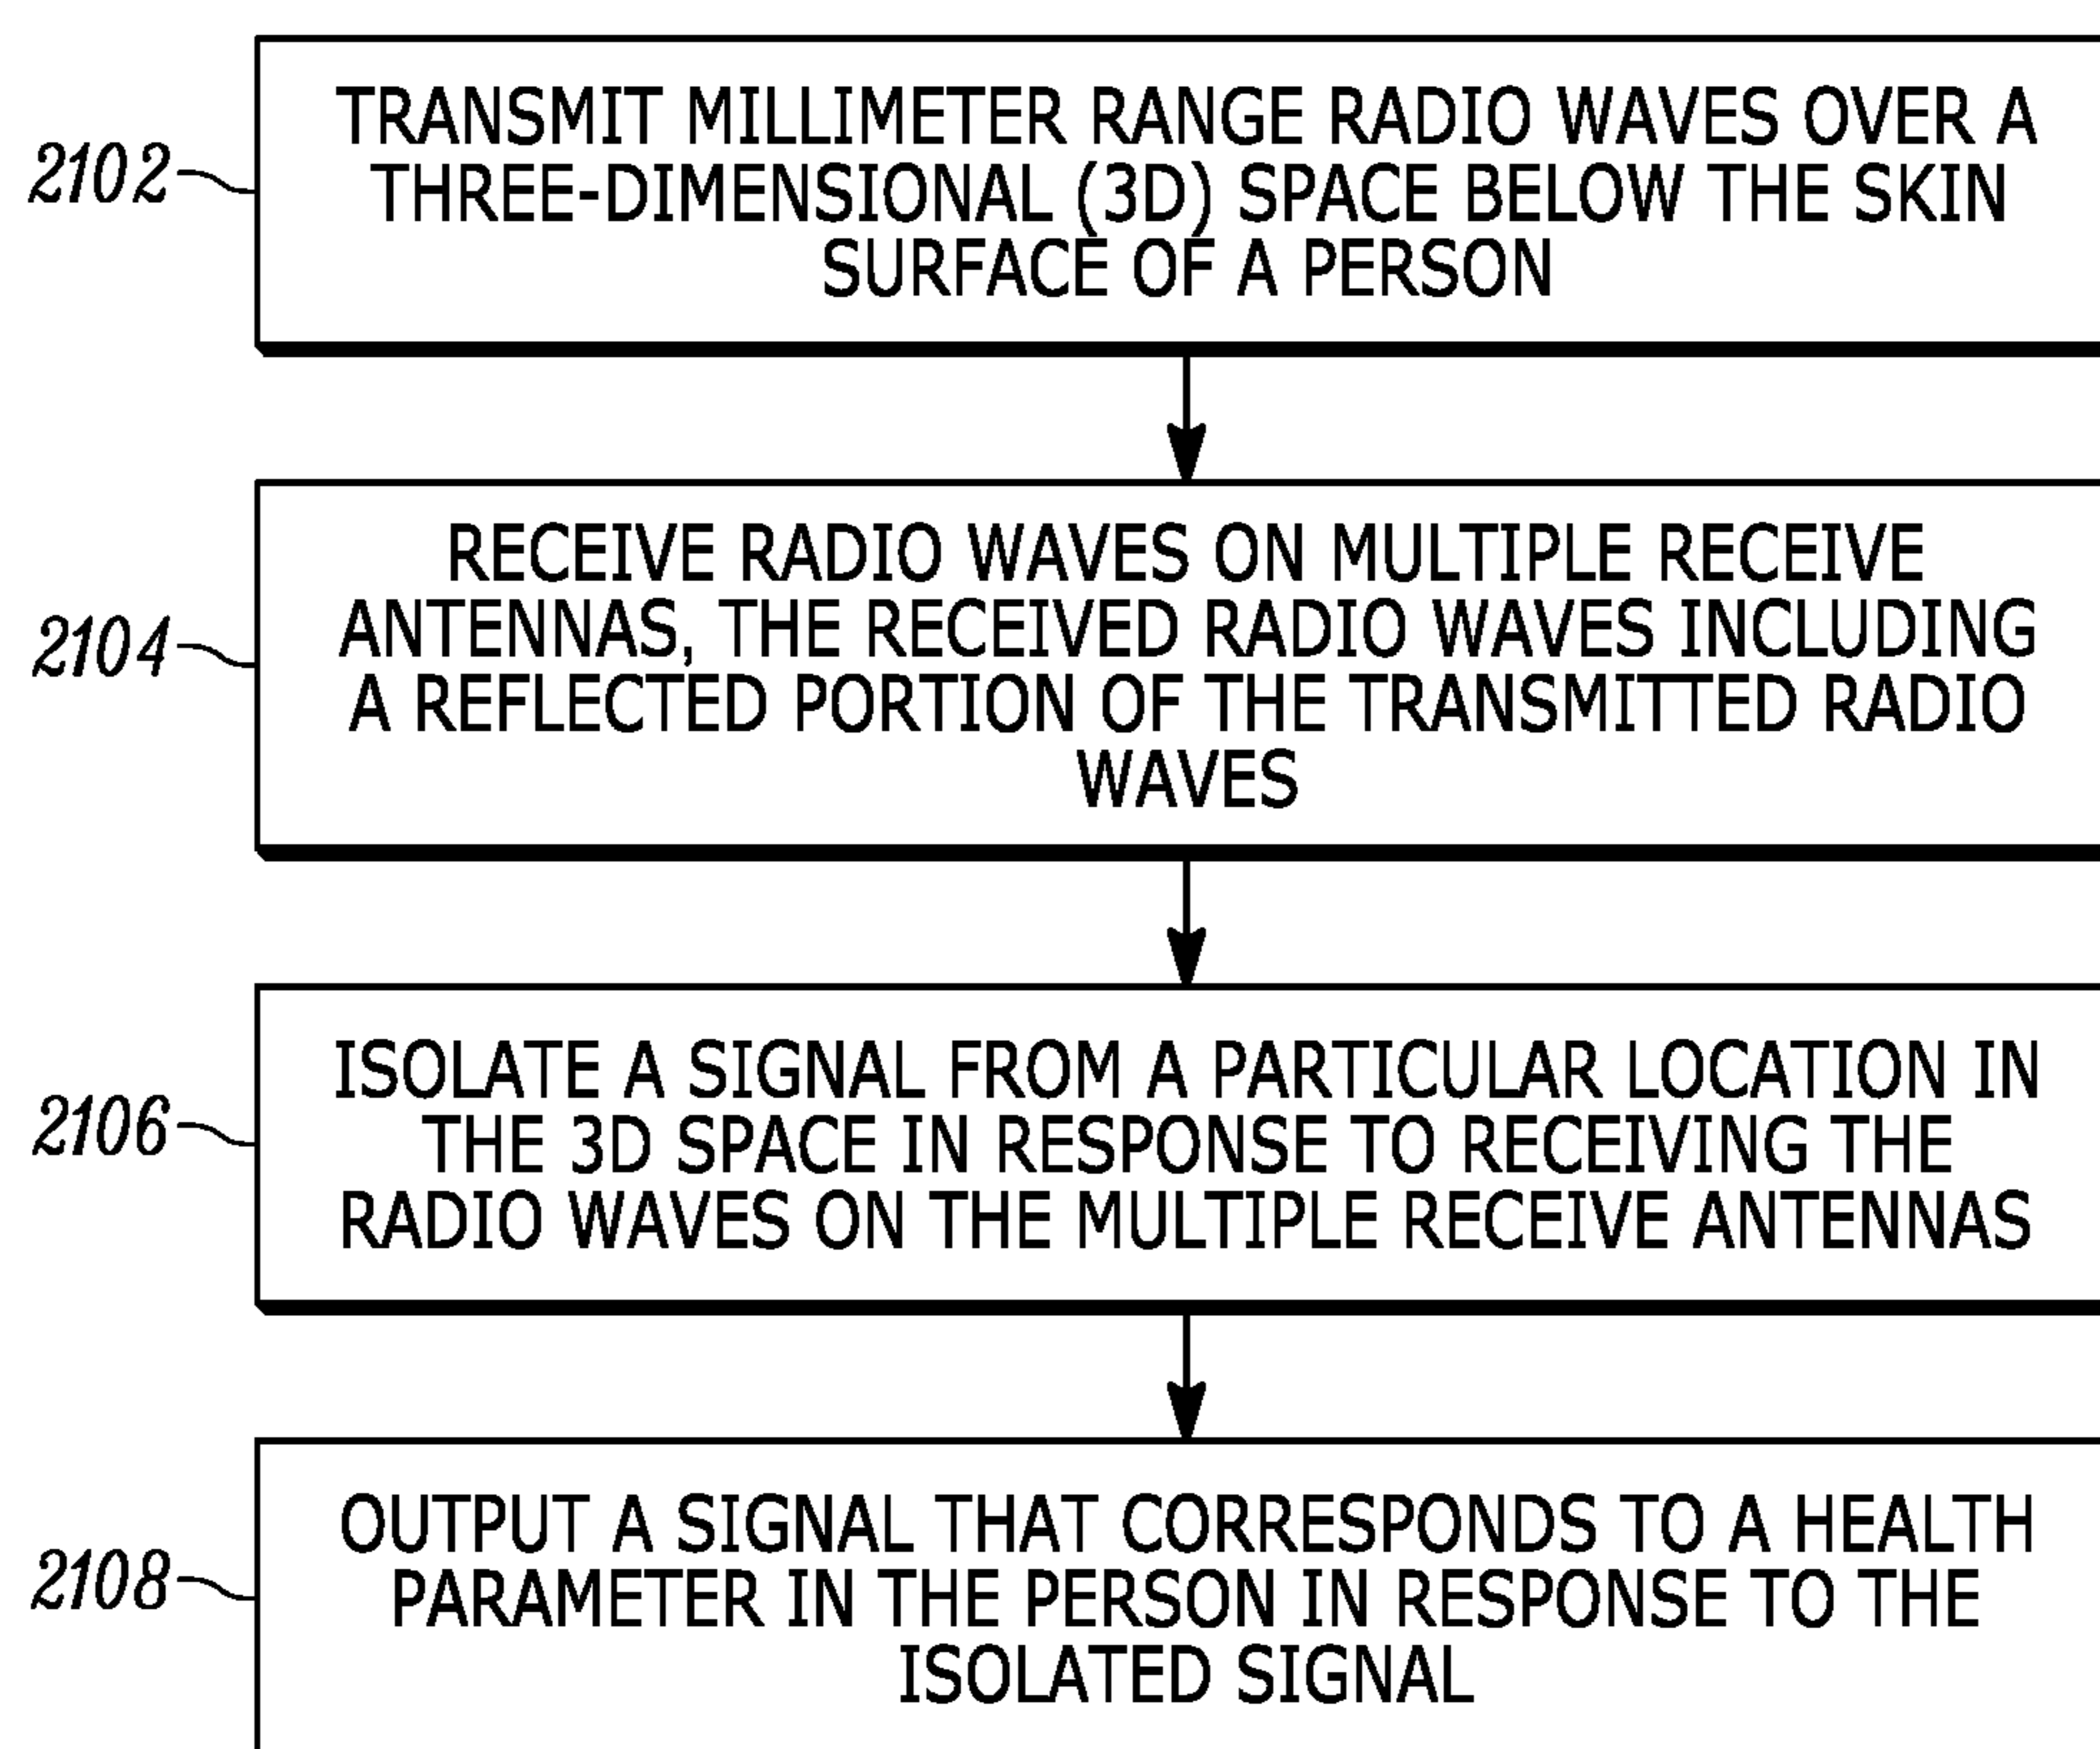 2102
TRANSMIT MILLIMETER RANGE RADIO WAVES OVER A
THREE-DIMENSIONAL (3D) SPACE BELOW THE SKIN
SURFACE OF A PERSON
2104
RECEIVE RADIO WAVES ON MULTIPLE RECEIVE
ANTENNAS, THE RECEIVED RADIO WAVES INCLUDING
A REFLECTED PORTION OF THE TRANSMITTED RADIO
WAVES
2106
ISOLATE A SIGNAL FROM A PARTICULAR LOCATION IN
THE 3D SPACE IN RESPONSE TO RECEIVING THE
RADIO WAVES ON THE MULTIPLE RECEIVE ANTENNAS
2108
OUTPUT A SIGNAL THAT CORRESPONDS TO A HEALTH
PARAMETER IN THE PERSON IN RESPONSE TO THE
ISOLATED SIGNAL